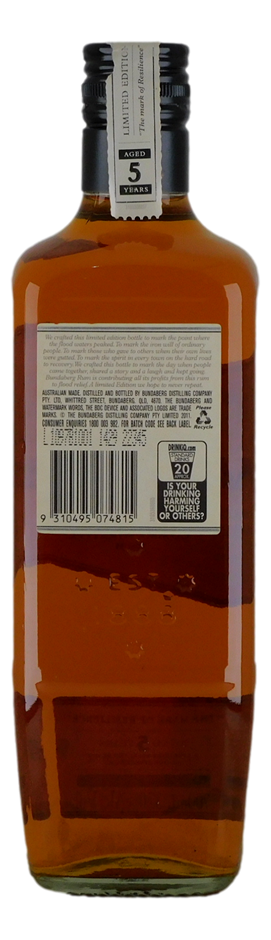 LIMITED EDITION
"The mark of Resilience"
AGED
5
YEARS
We crafted this limited edition bottle to mark the point where
the flood waters peaked. To mark the iron will of ordinary
people. To mark those who gave to others when their own lives
were gutted. To mark the spirit in every town on the hard road
to recovery. We crafted this bottle to mark the day when people
came together, shared a story and a laugh and kept going.
Bundaberg Rum is contributing all its profits from this rum
to flood relief. A limited Edition we hope to never repeat.
AUSTRALIAN MADE. DISTILLED AND BOTTLED BY BUNDABERG DISTILLING COMPANY
PTY. LTD, WHITTRED STREET, BUNDABERG, QLD, 4670. THE BUNDABERG AND
WATERMARK WORDS, THE BDC DEVICE AND ASSOCIATED LOGOS ARE TRADE
MARKS. © THE BUNDABERG DISTILLING COMPANY PTY LIMITED 2011.
CONSUMER ENQUIRIES 1800 003 982. FOR BATCH CODE SEE BACK LABEL.
Please
Recycle
1429 22345
DRINKIQ.com
STANDARD
DRINKS
20
APPROX
IS YOUR
DRINKING
HARMING
YOURSELF
OR OTHERS?
9 310495 074815
EST